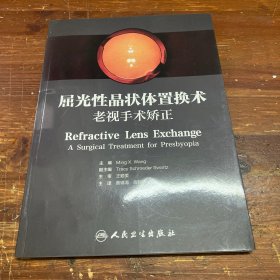 屈光性晶状体置换术
老视手术矫正
Refractive Lens Exchange
A Surgical Treatment for Presbyopia
主编 Ming X. Wang
副主编 Tracy Schroeder Swartz
主审
主译
人民卫生出版社